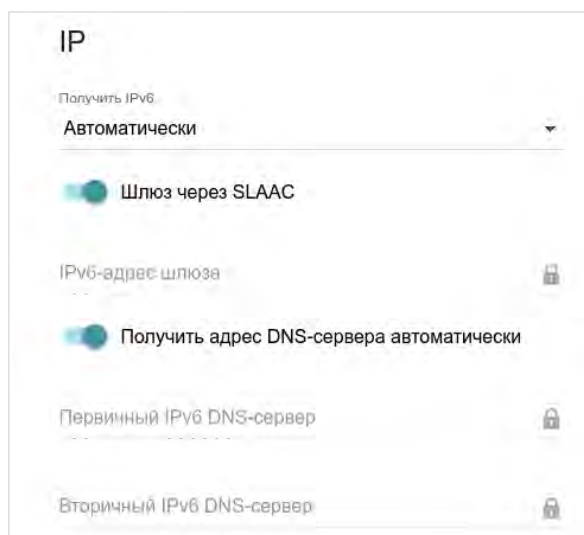 IP
Получить IPv6
Автоматически
Шлюз через SLAAC
IPv6-адрес шлюза
Получить адрес DNS-сервера автоматически
Первичный IPv6 DNS-сервер
Вторичный IPv6 DNS-сервер